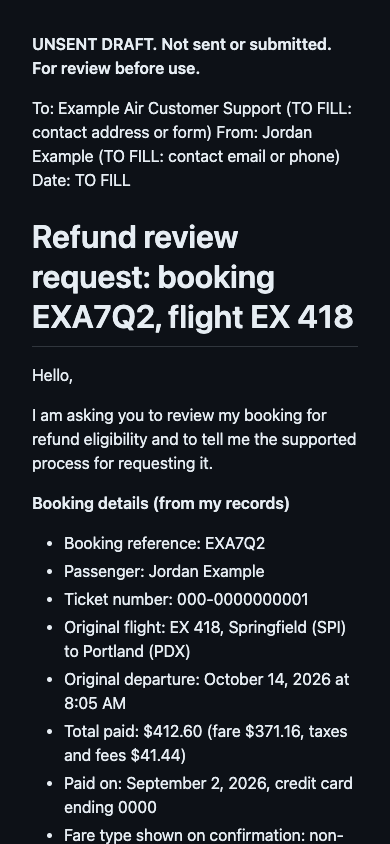 UNSENT DRAFT. Not sent or submitted.
For review before use.
To: Example Air Customer Support (TO FILL:
contact address or form) From: Jordan
Example (TO FILL: contact email or phone)
Date: TO FILL
Refund review
request: booking
EXA7Q2, flight EX 418
Hello,
I am asking you to review my booking for
refund eligibility and to tell me the supported
process for requesting it.
Booking details (from my records)
• Booking reference: EXA7Q2
• Passenger: Jordan Example
• Ticket number: 000-0000000001
• Original flight: EX 418, Springfield (SPI)
to Portland (PDX)
• Original departure: October 14, 2026 at
8:05 AM
• Total paid: $412.60 (fare $371.16, taxes
and fees $41.44)
• Paid on: September 2, 2026, credit card
ending 0000
• Fare type shown on confirmation: non-